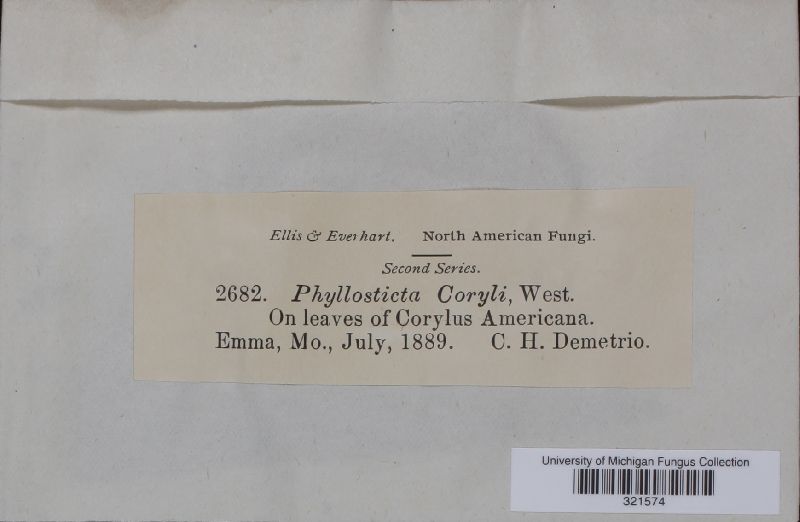 Ellis & Everhart. North American Fungi.
Second Series.
2682. Phyllosticta Coryli, West.
On leaves of Corylus Americana.
Emma, Mo., July, 1889. C. H. Demetrio.
University of Michigan Fungus Collection
321574